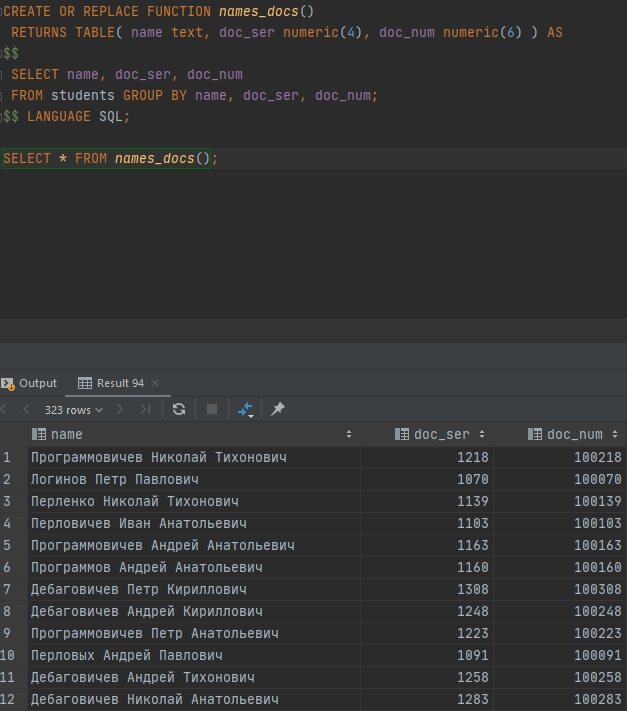 CREATE OR REPLACE FUNCTION names_docs()
RETURNS TABLE( name text, doc_ser numeric(4), doc_num numeric(6) ) AS
$$
SELECT name, doc_ser, doc_num
FROM students GROUP BY name, doc_ser, doc_num;
$$ LANGUAGE SQL;
SELECT * FROM names_docs();
Output Result 94
323 rows
name doc_ser doc_num
1 Программовичев Николай Тихонович 1218 100218
2 Логинов Петр Павлович 1070 100070
3 Перленко Николай Тихонович 1139 100139
4 Перлович​ев Иван Анатольевич 1103 100103
5 Программовичев Андрей Анатольевич 1163 100163
6 Программов Андрей Анатольевич 1160 100160
7 Дебаговичев Петр Кириллович 1308 100308
8 Дебаговичев Андрей Кириллович 1248 100248
9 Программовичев Петр Анатольевич 1223 100223
10 Перловых Андрей Павлович 1091 100091
11 Дебаговичев Андрей Тихонович 1258 100258
12 Дебаговичев Николай Анатольевич 1283 100283